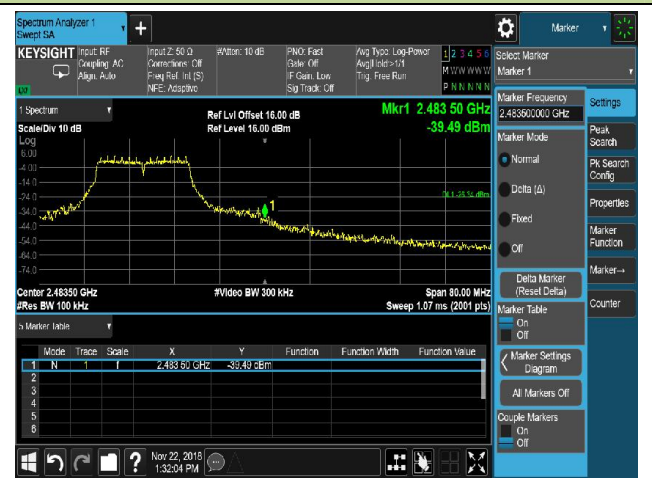 Spectrum Analyzer 1
Swept SA
+
Marker
KEYSIGHT
Input: RF
Coupling: AC
Align: Auto
Input Z: 50 Ω
Corrections: Off
Freq Ref: Int (S)
NFE: Adaptive
#Atten: 10 dB
PNO: Fast
Gate: Off
IF Gain: Low
Sig Track: Off
Avg Type: Log-Power
Avg|Hold:>1/1
Trig: Free Run
1 2 3 4 5 6
M W W W W W
P N N N N N
Select Marker
Marker 1
1 Spectrum
Scale/Div 10 dB
Ref Lvl Offset 16.00 dB
Ref Level 16.00 dBm
Mkr1 2.483 50 GHz
-39.49 dBm
Log
6.00
-4.00
-14.0
-24.0
-34.0
-44.0
-54.0
-64.0
-74.0
1
Center 2.48350 GHz
#Res BW 100 kHz
#Video BW 300 kHz
Span 80.00 MHz
Sweep 1.07 ms (2001 pts)
5 Marker Table
Mode Trace Scale X Y Function Function Width Function Value
1 N 1 f 2.483 50 GHz -39.49 dBm
2
3
4
5
6
Marker Frequency
2.483500000 GHz
Marker Mode
Normal
Delta (Δ)
Fixed
Off
Delta Marker
(Reset Delta)
Marker Table
On
Off
Marker Settings
Diagram
All Markers Off
Couple Markers
On
Off
Settings
Peak
Search
Pk Search
Config
Properties
Marker
Function
Marker→
Counter
?
Nov 22, 2018
1:32:04 PM